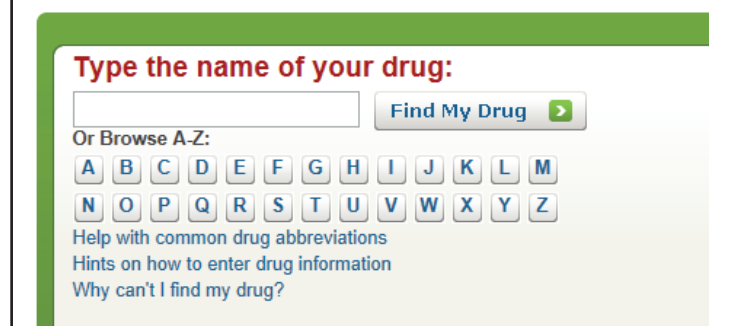 Type the name of your drug:
Find My Drug
Or Browse A-Z:
A B C D E F G H I J K L M
N O P Q R S T U V W X Y Z
Help with common drug abbreviations
Hints on how to enter drug information
Why can't I find my drug?